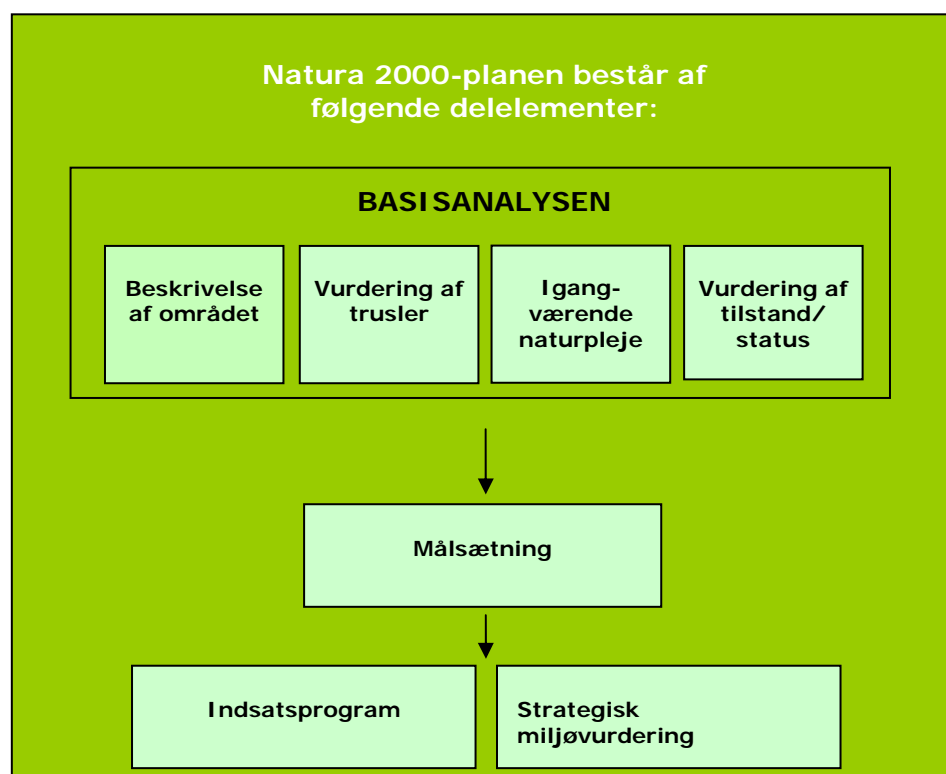 Natura 2000-planen består af
følgende delelementer:
BASISANALYSEN
Beskrivelse
af området
Vurdering af
trusler
Igang-
værende
naturpleje
Vurdering af
tilstand/
status
Målsætning
Indsatsprogram
Strategisk
miljøvurdering